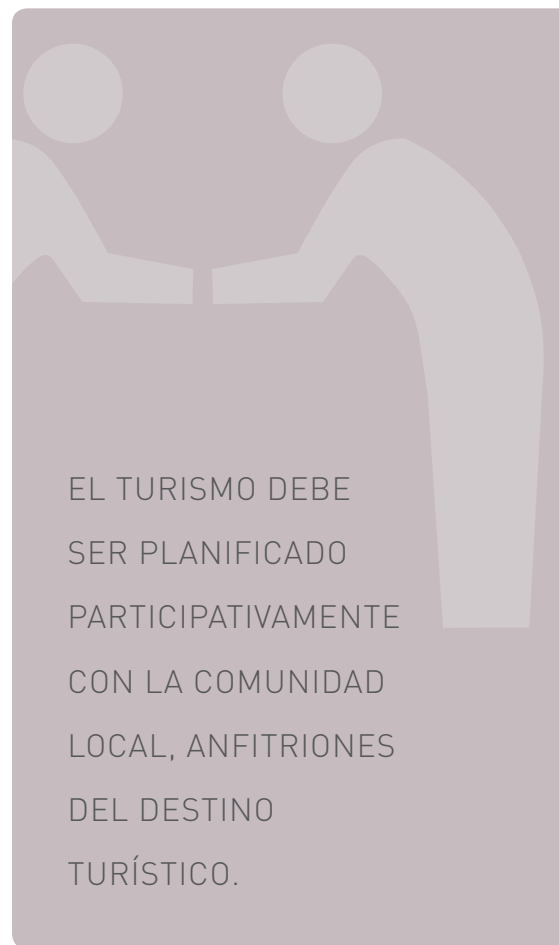 EL TURISMO DEBE
SER PLANIFICADO
PARTICIPATIVAMENTE
CON LA COMUNIDAD
LOCAL, ANFITRIONES
DEL DESTINO
TURÍSTICO.